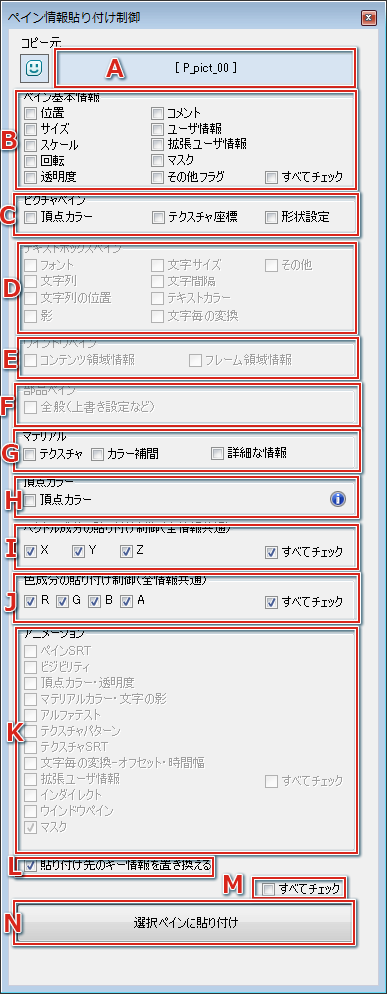 ペイン情報貼り付け制御
コピー元
A
[ P_pict_00 ]
ペイン基本情報
B
位置 コメント
サイズ ユーザ情報
スケール 拡張ユーザ情報
回転 マスク
透明度 その他フラグ すべてチェック
ピクチャペイン
C
頂点カラー テクスチャ座標 形状設定
テキストボックスペイン
D
フォント 文字サイズ その他
文字列 文字間隔
文字列の位置 テキストカラー
影 文字毎の変換
ウインドウペイン
E
コンテンツ領域情報 フレーム領域情報
部品ペイン
F
全般(上書き設定など)
マテリアル
G
テクスチャ カラー補間 詳細な情報
頂点カラー
H
頂点カラー
ベクトル成分の貼り付け制御(全情報共通)
I
X Y Z すべてチェック
色成分の貼り付け制御(全情報共通)
J
R G B A すべてチェック
アニメーション
K
ペインSRT
ビジビリティ
頂点カラー・透明度
マテリアルカラー・文字の影
アルファテスト
テクスチャパターン
テクスチャSRT
文字毎の変換-オフセット・時間幅
拡張ユーザ情報 すべてチェック
インダイレクト
ウインドウペイン
マスク
L
貼り付け先のキー情報を置き換える
M
すべてチェック
N
選択ペインに貼り付け